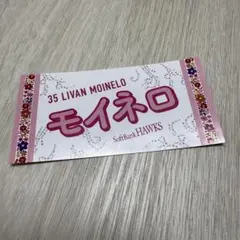 35 LIVAN MOINELO
モイネロ
SoftBank HAWKS